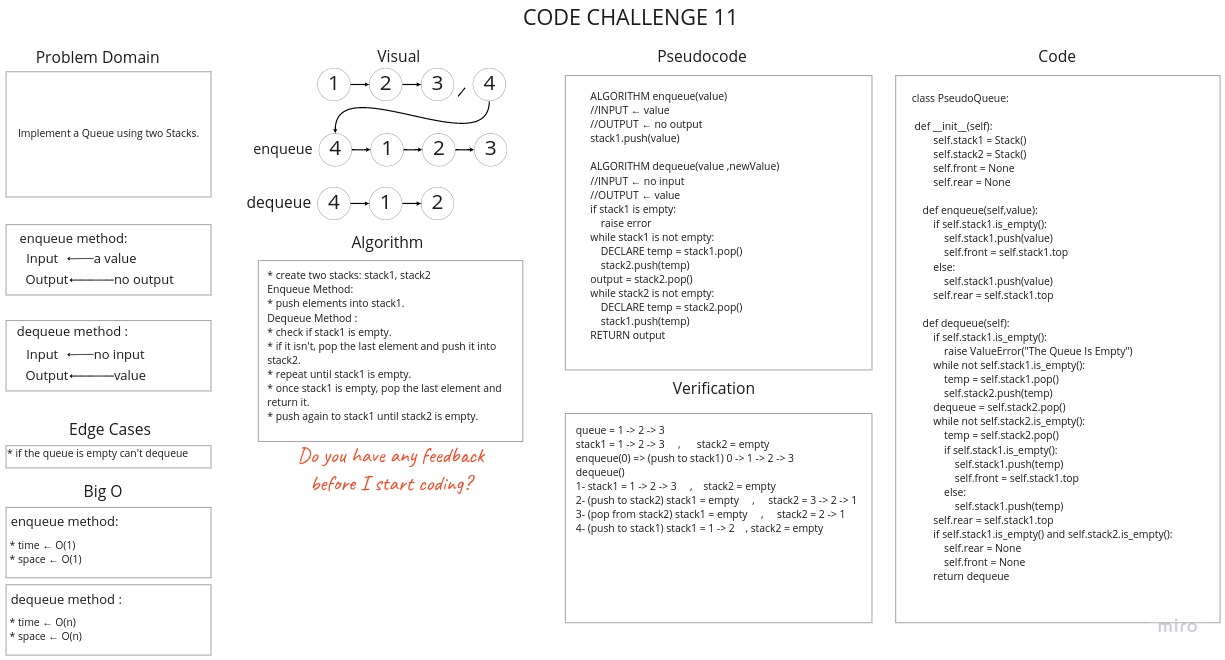 CODE CHALLENGE 11
Problem Domain
Implement a Queue using two Stacks.
enqueue method:
Input ← a value
Output ← no output
dequeue method :
Input ← no input
Output ← value
Edge Cases
* if the queue is empty can't dequeue
Big O
enqueue method:
* time ← O(1)
* space ← O(1)
dequeue method :
* time ← O(n)
* space ← O(n)
Visual
1 → 2 → 3 , 4
enqueue 4 → 1 → 2 → 3
dequeue 4 → 1 → 2
Algorithm
* create two stacks: stack1, stack2
Enqueue Method:
* push elements into stack1.
Dequeue Method :
* check if stack1 is empty.
* if it isn't, pop the last element and push it into
stack2.
* repeat until stack1 is empty.
* once stack1 is empty, pop the last element and
return it.
* push again to stack1 until stack2 is empty.
Do you have any feedback
before I start coding?
Pseudocode
ALGORITHM enqueue(value)
//INPUT ← value
//OUTPUT ← no output
stack1.push(value)
ALGORITHM dequeue(value ,newValue)
//INPUT ← no input
//OUTPUT ← value
if stack1 is empty:
raise error
while stack1 is not empty:
DECLARE temp = stack1.pop()
stack2.push(temp)
output = stack2.pop()
while stack2 is not empty:
DECLARE temp = stack2.pop()
stack1.push(temp)
RETURN output
Verification
queue = 1 -> 2 -> 3
stack1 = 1 -> 2 -> 3 , stack2 = empty
enqueue(0) => (push to stack1) 0 -> 1 -> 2 -> 3
dequeue()
1- stack1 = 1 -> 2 -> 3 , stack2 = empty
2- (push to stack2) stack1 = empty , stack2 = 3 -> 2 -> 1
3- (pop from stack2) stack1 = empty , stack2 = 2 -> 1
4- (push to stack1) stack1 = 1 -> 2 , stack2 = empty
Code
class PseudoQueue:
def __init__(self):
self.stack1 = Stack()
self.stack2 = Stack()
self.front = None
self.rear = None
def enqueue(self,value):
if self.stack1.is_empty():
self.stack1.push(value)
self.front = self.stack1.top
else:
self.stack1.push(value)
self.rear = self.stack1.top
def dequeue(self):
if self.stack1.is_empty():
raise ValueError("The Queue Is Empty")
while not self.stack1.is_empty():
temp = self.stack1.pop()
self.stack2.push(temp)
dequeue = self.stack2.pop()
while not self.stack2.is_empty():
temp = self.stack2.pop()
if self.stack1.is_empty():
self.stack1.push(temp)
self.front = self.stack1.top
else:
self.stack1.push(temp)
self.rear = self.stack1.top
if self.stack1.is_empty() and self.stack2.is_empty():
self.rear = None
self.front = None
return dequeue
miro